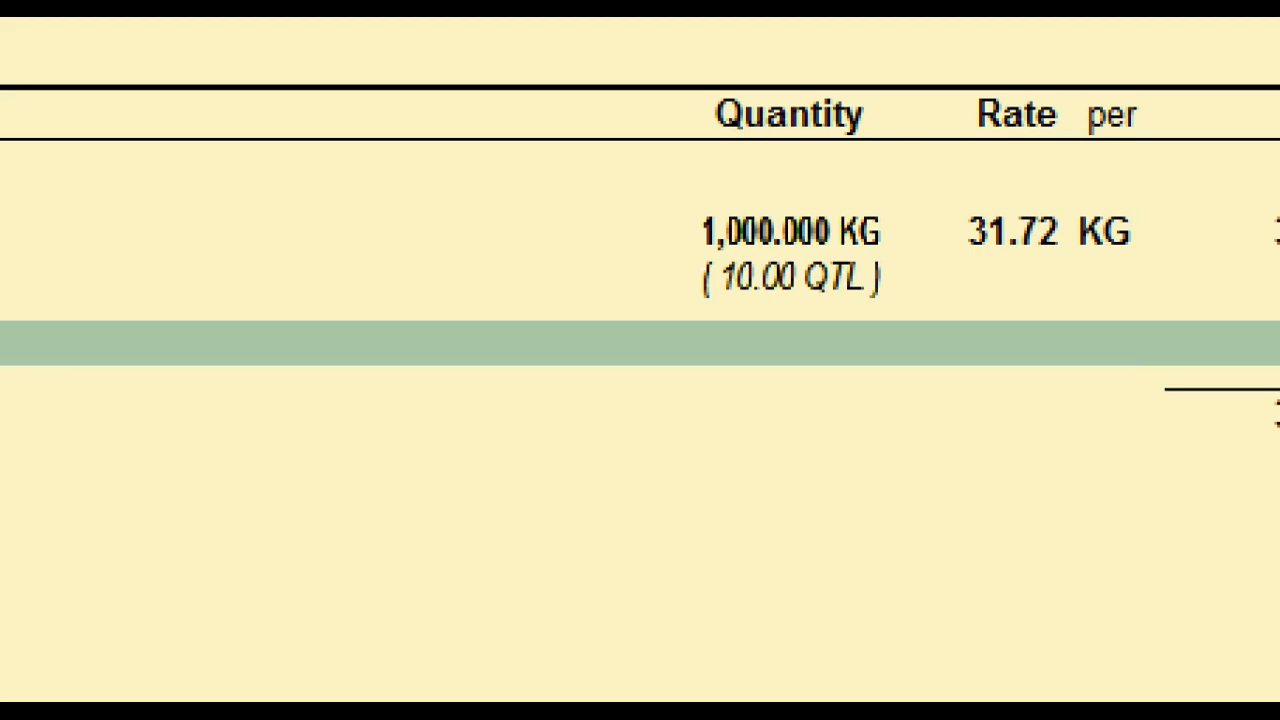 Quantity Rate per
1,000.000 KG 31.72 KG
( 10.00 QTL )